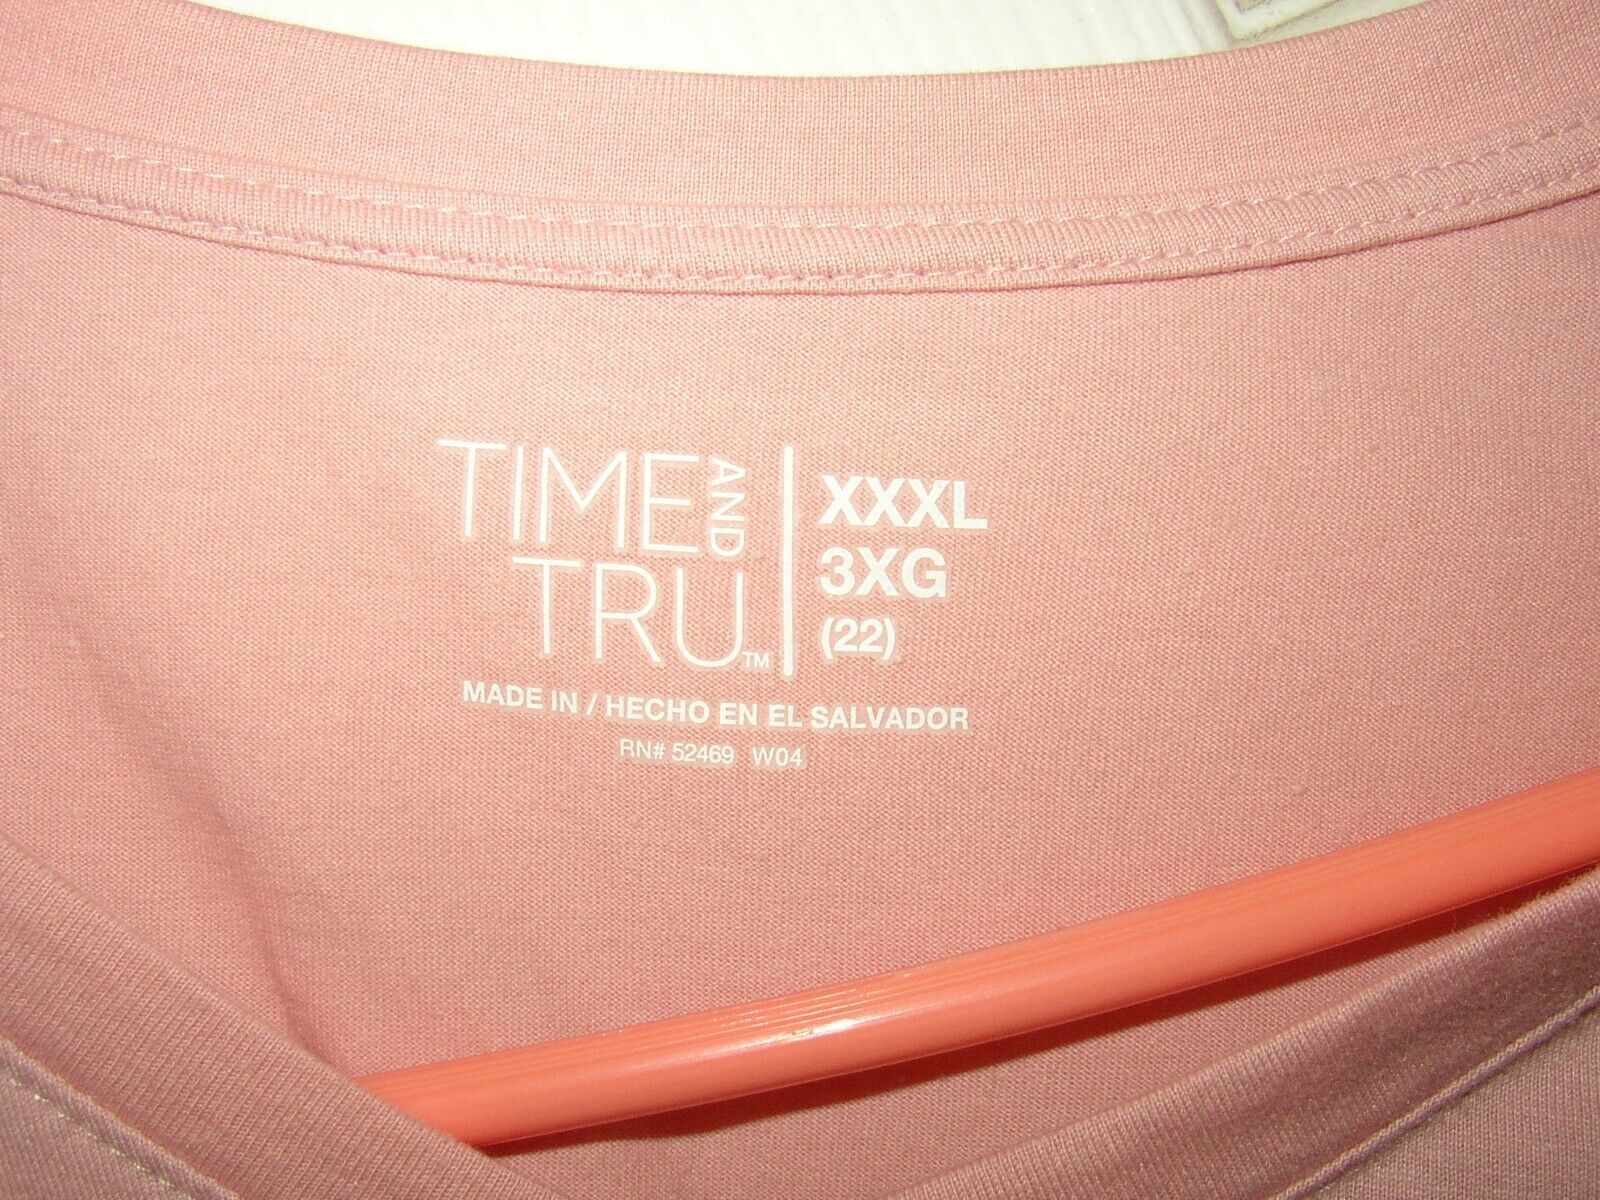 TIME AND
TRU™
XXXL
3XG
(22)
MADE IN / HECHO EN EL SALVADOR
RN# 52469 W04